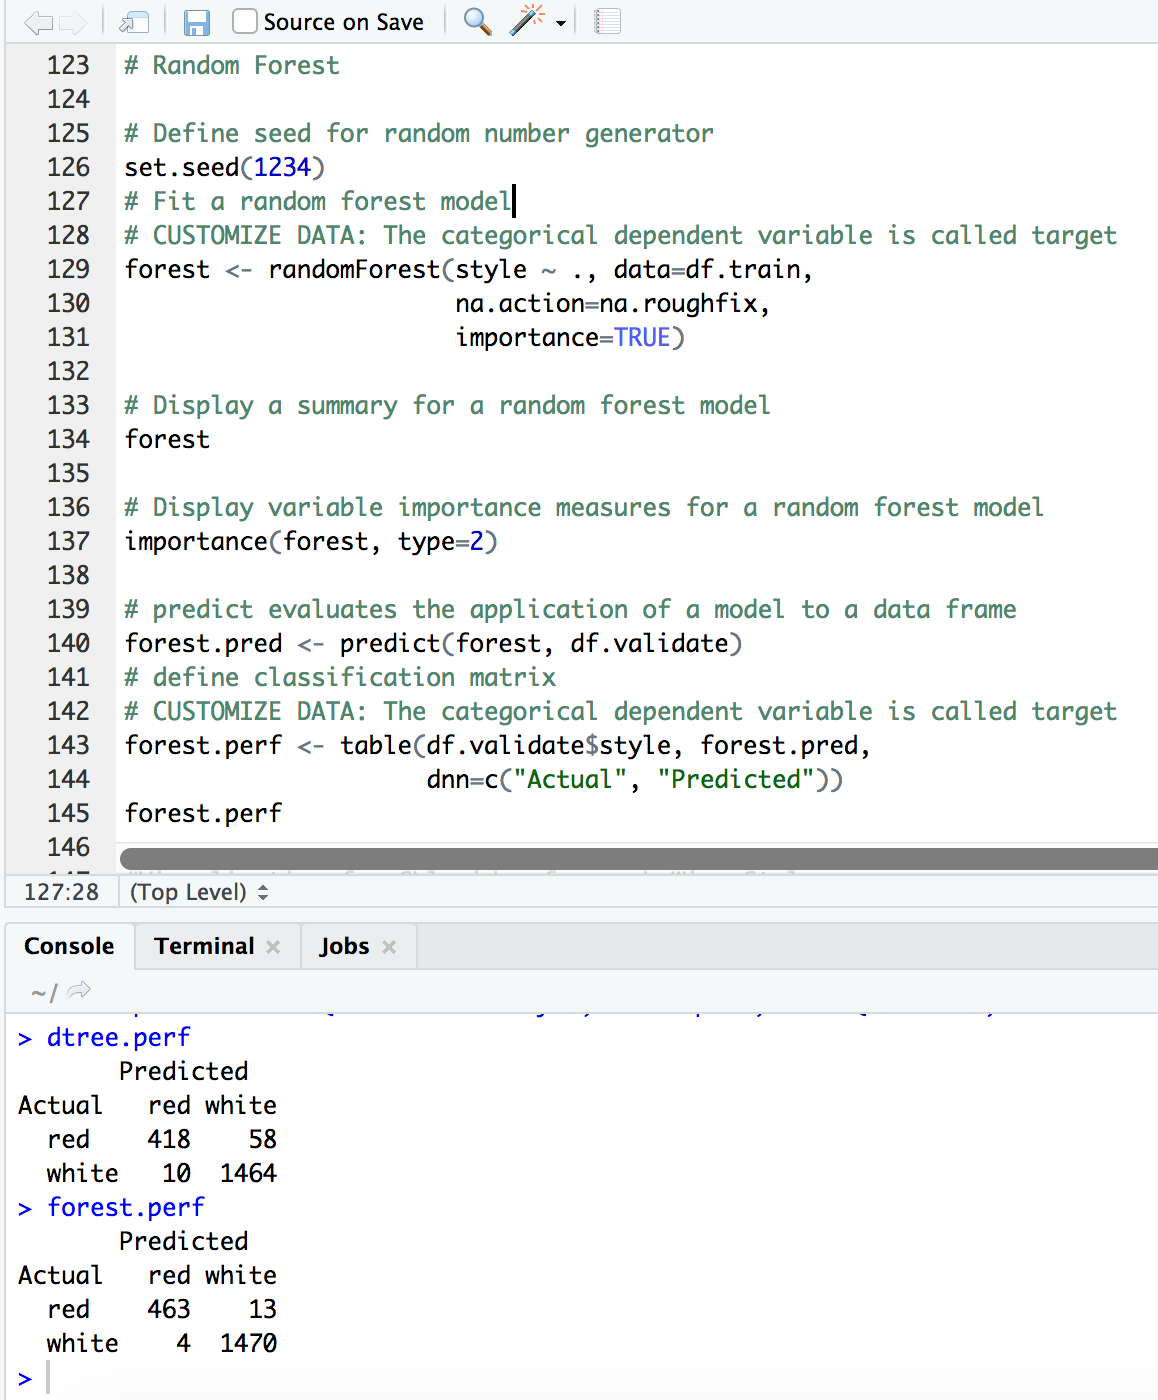 Source on Save
123 # Random Forest
124
125 # Define seed for random number generator
126 set.seed(1234)
127 # Fit a random forest model
128 # CUSTOMIZE DATA: The categorical dependent variable is called target
129 forest <- randomForest(style ~ ., data=df.train,
130                        na.action=na.roughfix,
131                        importance=TRUE)
132
133 # Display a summary for a random forest model
134 forest
135
136 # Display variable importance measures for a random forest model
137 importance(forest, type=2)
138
139 # predict evaluates the application of a model to a data frame
140 forest.pred <- predict(forest, df.validate)
141 # define classification matrix
142 # CUSTOMIZE DATA: The categorical dependent variable is called target
143 forest.perf <- table(df.validate$style, forest.pred,
144                      dnn=c("Actual", "Predicted"))
145 forest.perf
146
127:28 (Top Level)
Console Terminal Jobs
~/
> dtree.perf
       Predicted
Actual   red white
  red    418    58
  white   10  1464
> forest.perf
       Predicted
Actual   red white
  red    463    13
  white    4  1470
>